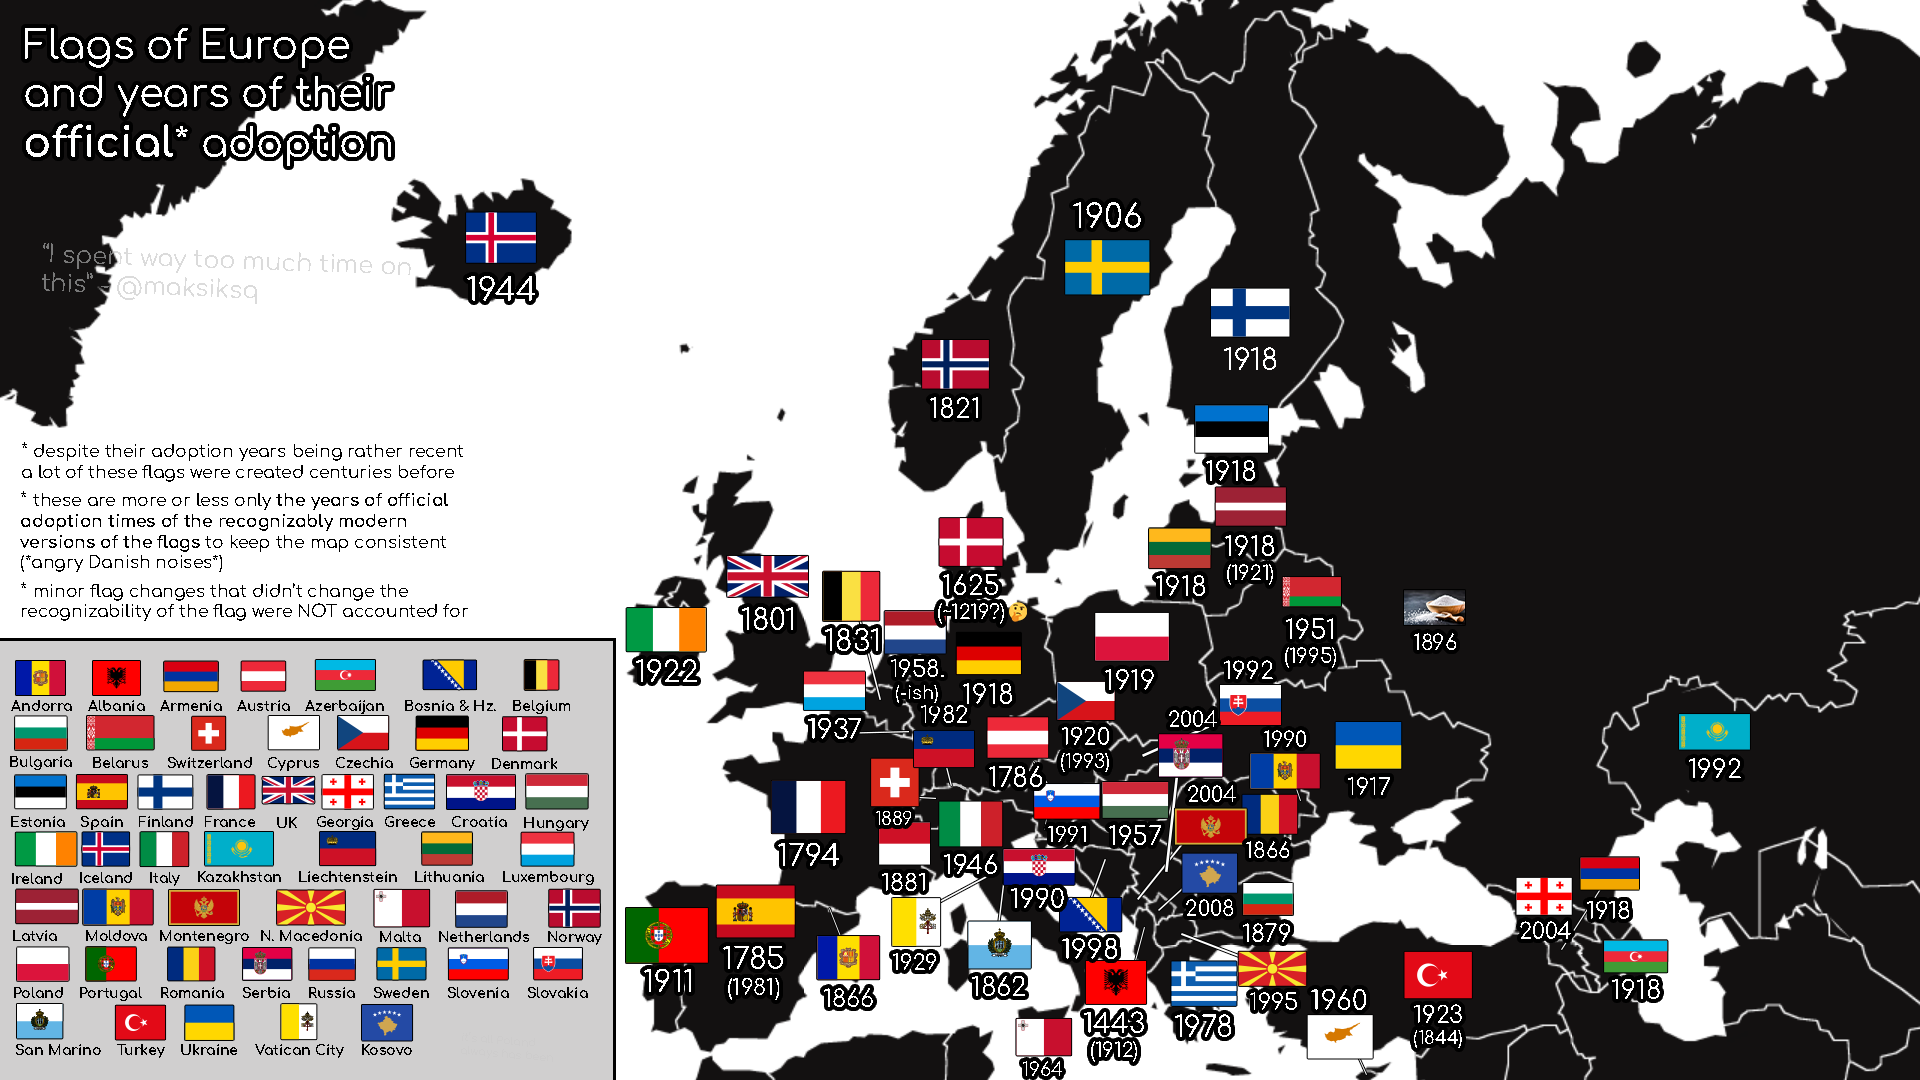 Flags of Europe
and years of their
official* adoption
"I spent way too much time on
this" - @maksiksq
* despite their adoption years being rather recent
a lot of these flags were created centuries before
* these are more or less only the years of official
adoption times of the recognizably modern
versions of the flags to keep the map consistent
(*angry Danish noises*)
* minor flag changes that didn't change the
recognizability of the flag were NOT accounted for
Andorra Albania Armenia Austria Azerbaijan Bosnia & Hz. Belgium
Bulgaria Belarus Switzerland Cyprus Czechia Germany Denmark
Estonia Spain Finland France UK Georgia Greece Croatia Hungary
Ireland Iceland Italy Kazakhstan Liechtenstein Lithuania Luxembourg
Latvia Moldova Montenegro N. Macedonia Malta Netherlands Norway
Poland Portugal Romania Serbia Russia Sweden Slovenia Slovakia
San Marino Turkey Ukraine Vatican City Kosovo
1944
1906
1918
1821
1918
1918
(1921)
1918
1625
(~1219?)
1801
1831
1922
1958.
(-ish)
1918
1919
1951
(1995)
1896
1992
1937
1982
1786
1920
(1993)
2004
1990
1917
1992
1794
1889
1946
1991
1957
2004
1866
1881
1990
2008
1879
1911
1785
(1981)
1866
1929
1862
1998
1443
(1912)
1964
1978
1995
1960
1923
(1844)
2004
1918
1918